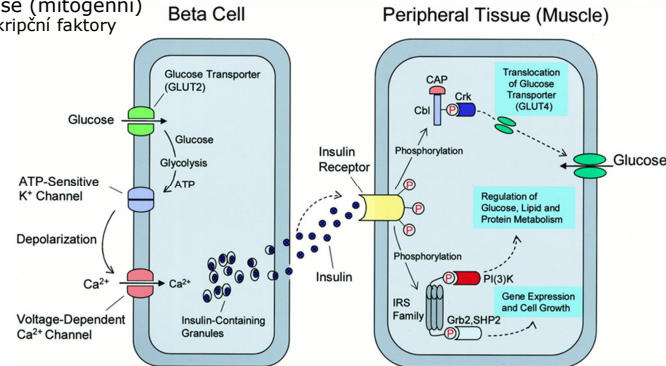 se (mitogenní)
kripční faktory
Beta Cell
Glucose Transporter
(GLUT2)
Glucose
Glucose
Glycolysis
ATP
ATP-Sensitive
K+ Channel
Depolarization
Ca2+
Ca2+
Voltage-Dependent
Ca2+ Channel
Insulin-Containing
Granules
Insulin
Peripheral Tissue (Muscle)
Insulin
Receptor
CAP
Cbl
P
Crk
Translocation
of Glucose
Transporter
(GLUT4)
Phosphorylation
Glucose
P
P
P
Regulation of
Glucose, Lipid and
Protein Metabolism
Phosphorylation
P
PI(3)K
IRS
Family
Grb2,SHP2
P
Gene Expression
and Cell Growth